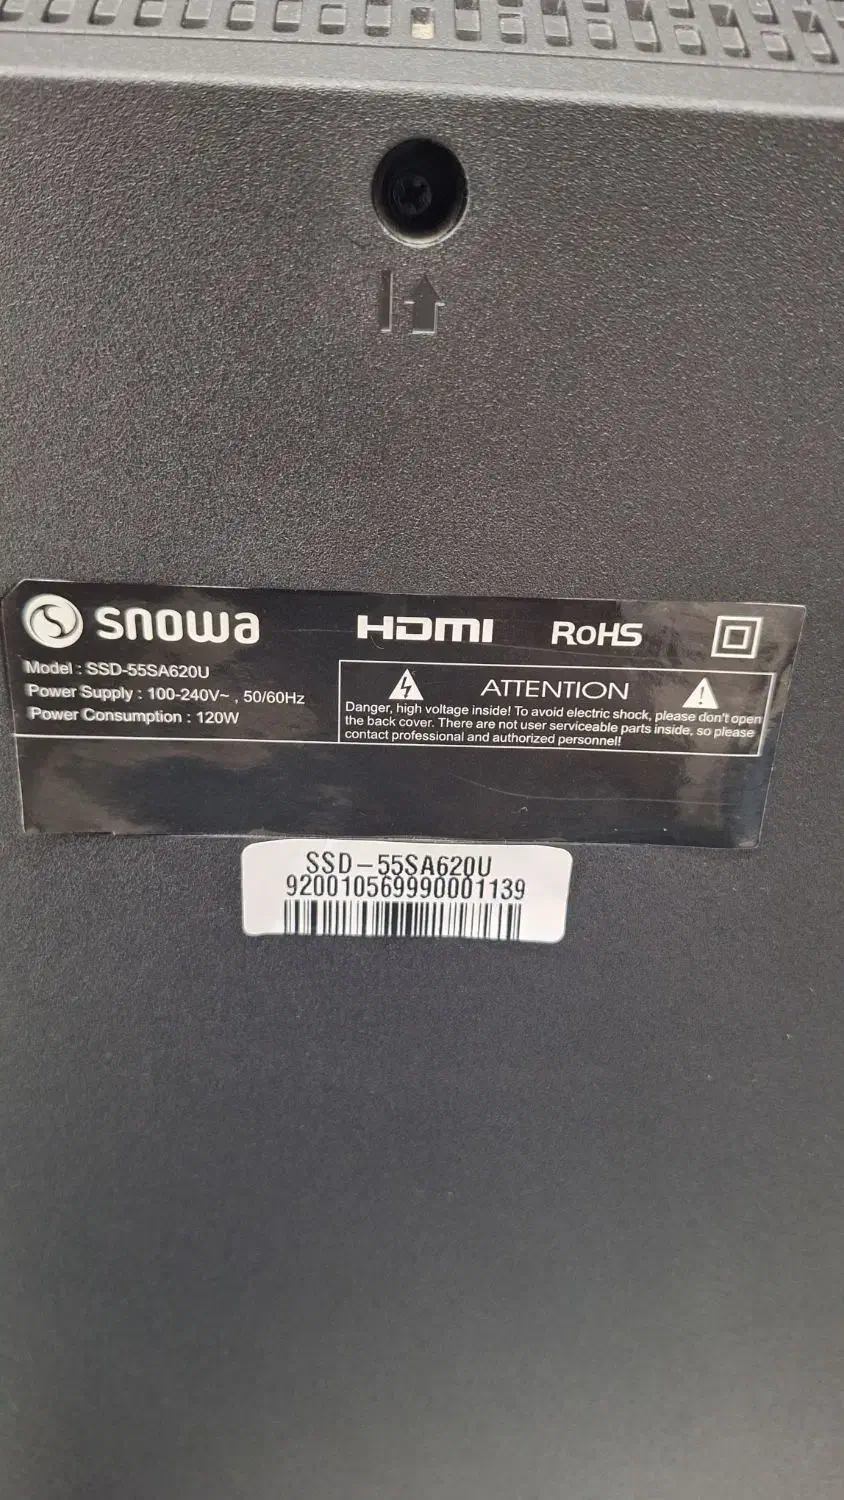 snowa HDMI RoHS
Model : SSD-55SA620U
Power Supply : 100-240V~ , 50/60Hz
Power Consumption : 120W
ATTENTION
Danger, high voltage inside! To avoid electric shock, please don't open
the back cover. There are not user serviceable parts inside, so please
contact professional and authorized personnel!
SSD-55SA620U
920010569990001139